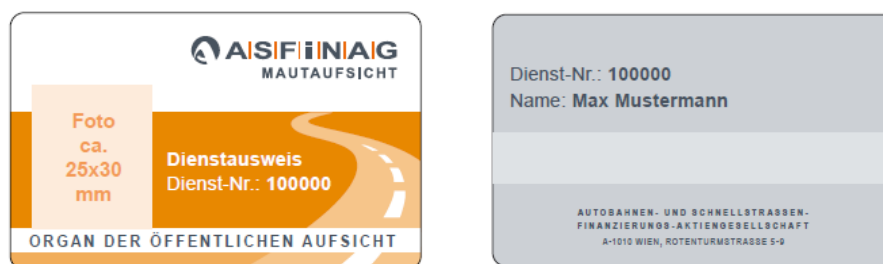 ASFiNAG
MAUTAUFSICHT
Foto
ca.
25x30
mm
Dienstausweis
Dienst-Nr.: 100000
ORGAN DER ÖFFENTLICHEN AUFSICHT
Dienst-Nr.: 100000
Name: Max Mustermann
AUTOBAHNEN- UND SCHNELLSTRASSEN-
FINANZIERUNGS-AKTIENGESELLSCHAFT
A-1010 WIEN, ROTENTURMSTRASSE 5-9